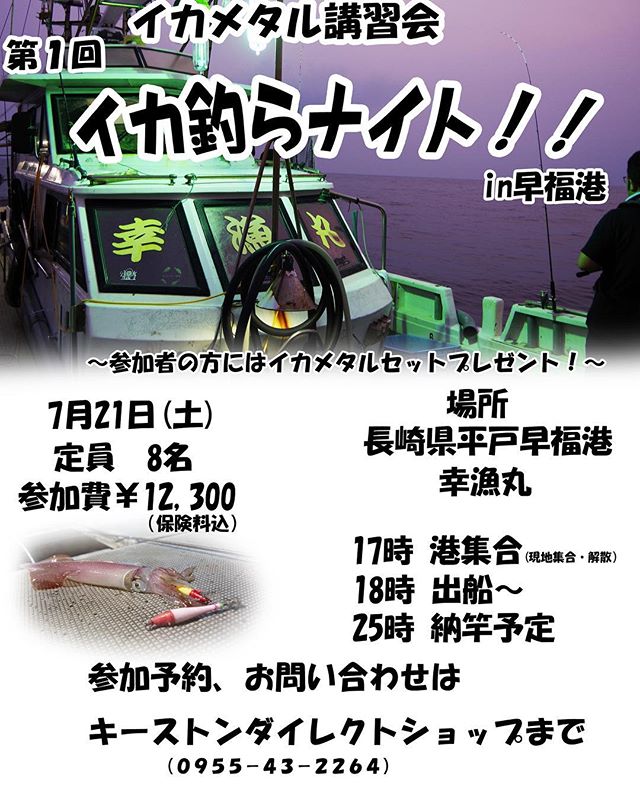 イカメタル講習会
第1回
イカ釣らナイト!!
in早福港
幸
漁
丸
～参加者の方にはイカメタルセットプレゼント！～
7月21日(土)
定員　8名
参加費￥12,300
(保険料込)
場所
長崎県平戸早福港
幸漁丸
17時 港集合(現地集合・解散)
18時 出船～
25時 納竿予定
参加予約、お問い合わせは
キーストンダイレクトショップまで
(0955-43-2264)